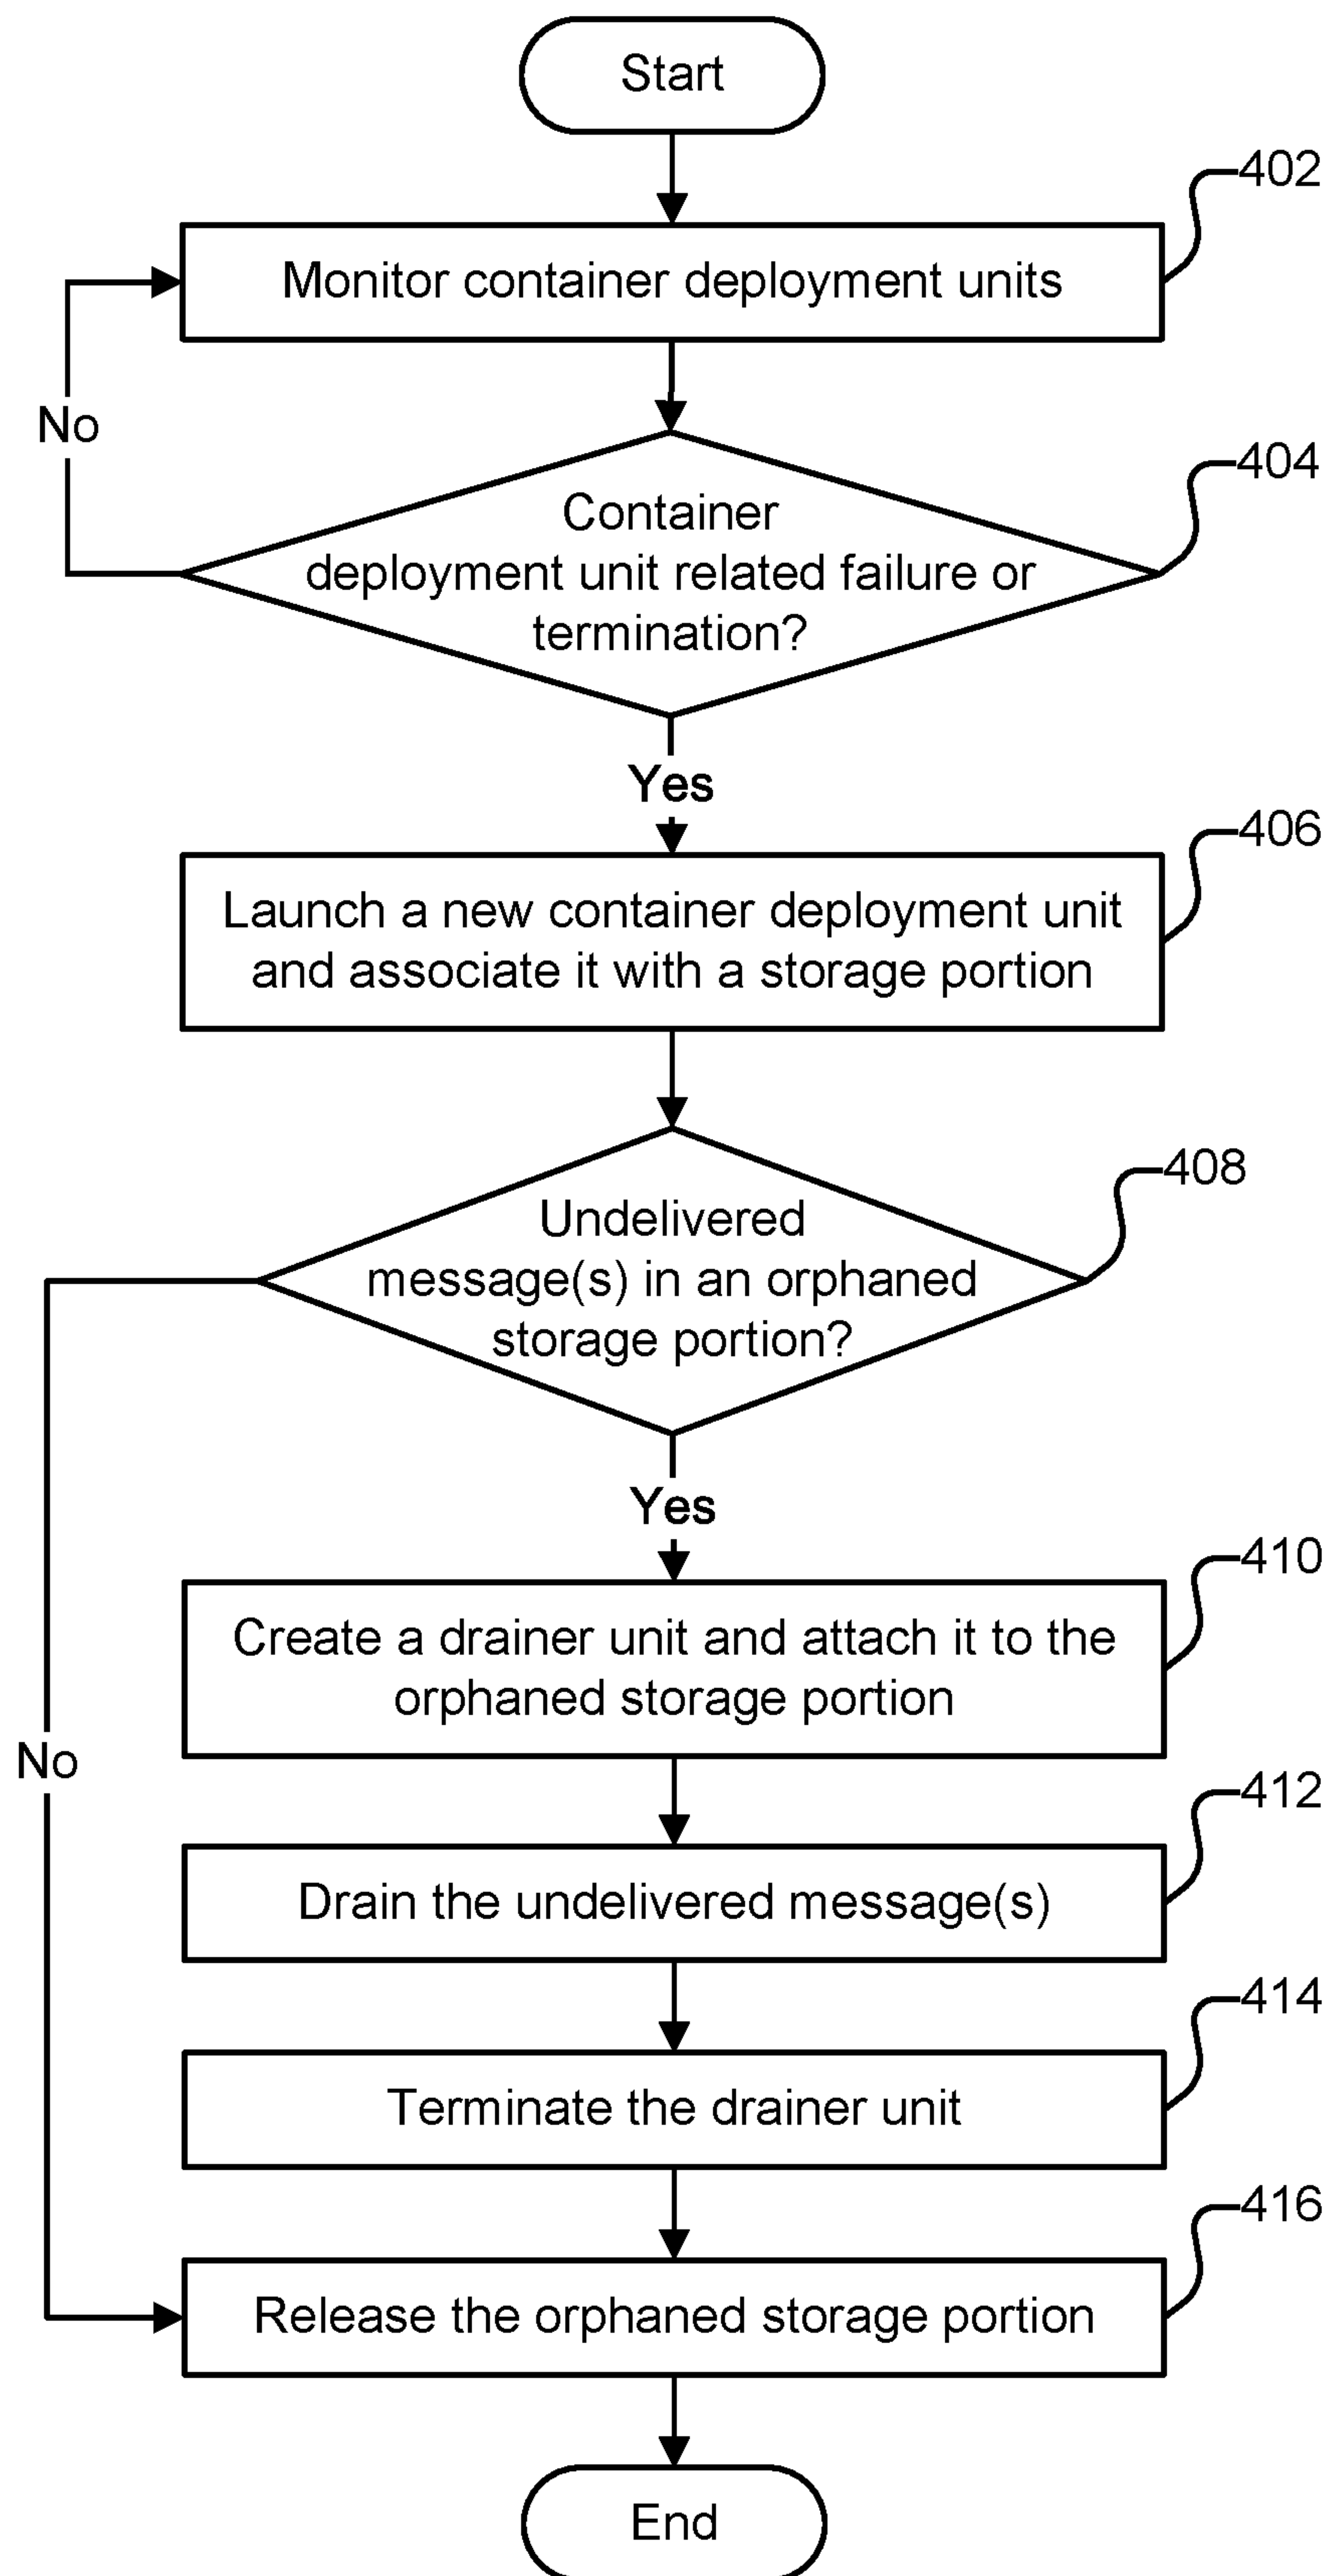 Start
402
Monitor container deployment units
No
404
Container
deployment unit related failure or
termination?
Yes
406
Launch a new container deployment unit
and associate it with a storage portion
408
Undelivered
message(s) in an orphaned
storage portion?
Yes
410
Create a drainer unit and attach it to the
orphaned storage portion
No
412
Drain the undelivered message(s)
414
Terminate the drainer unit
416
Release the orphaned storage portion
End